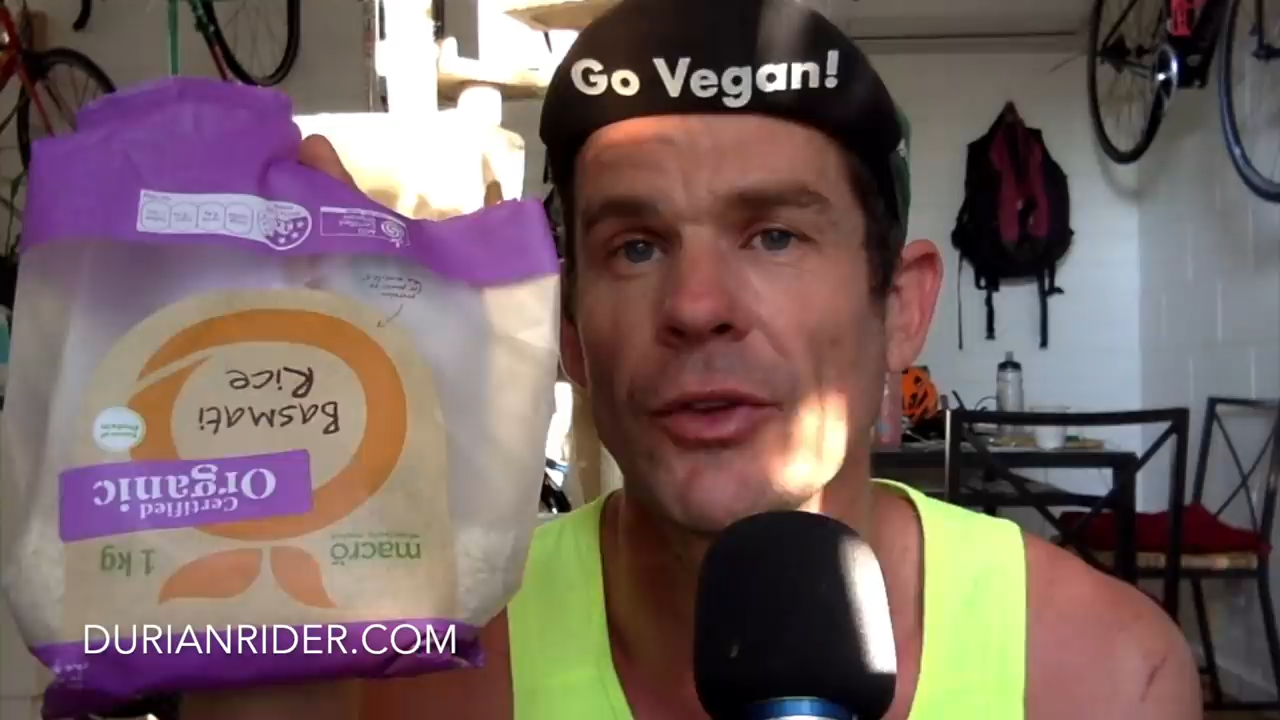 Go Vegan!
Basmati
Rice
Certified
Organic
1 kg
macro
DURIANRIDER.COM